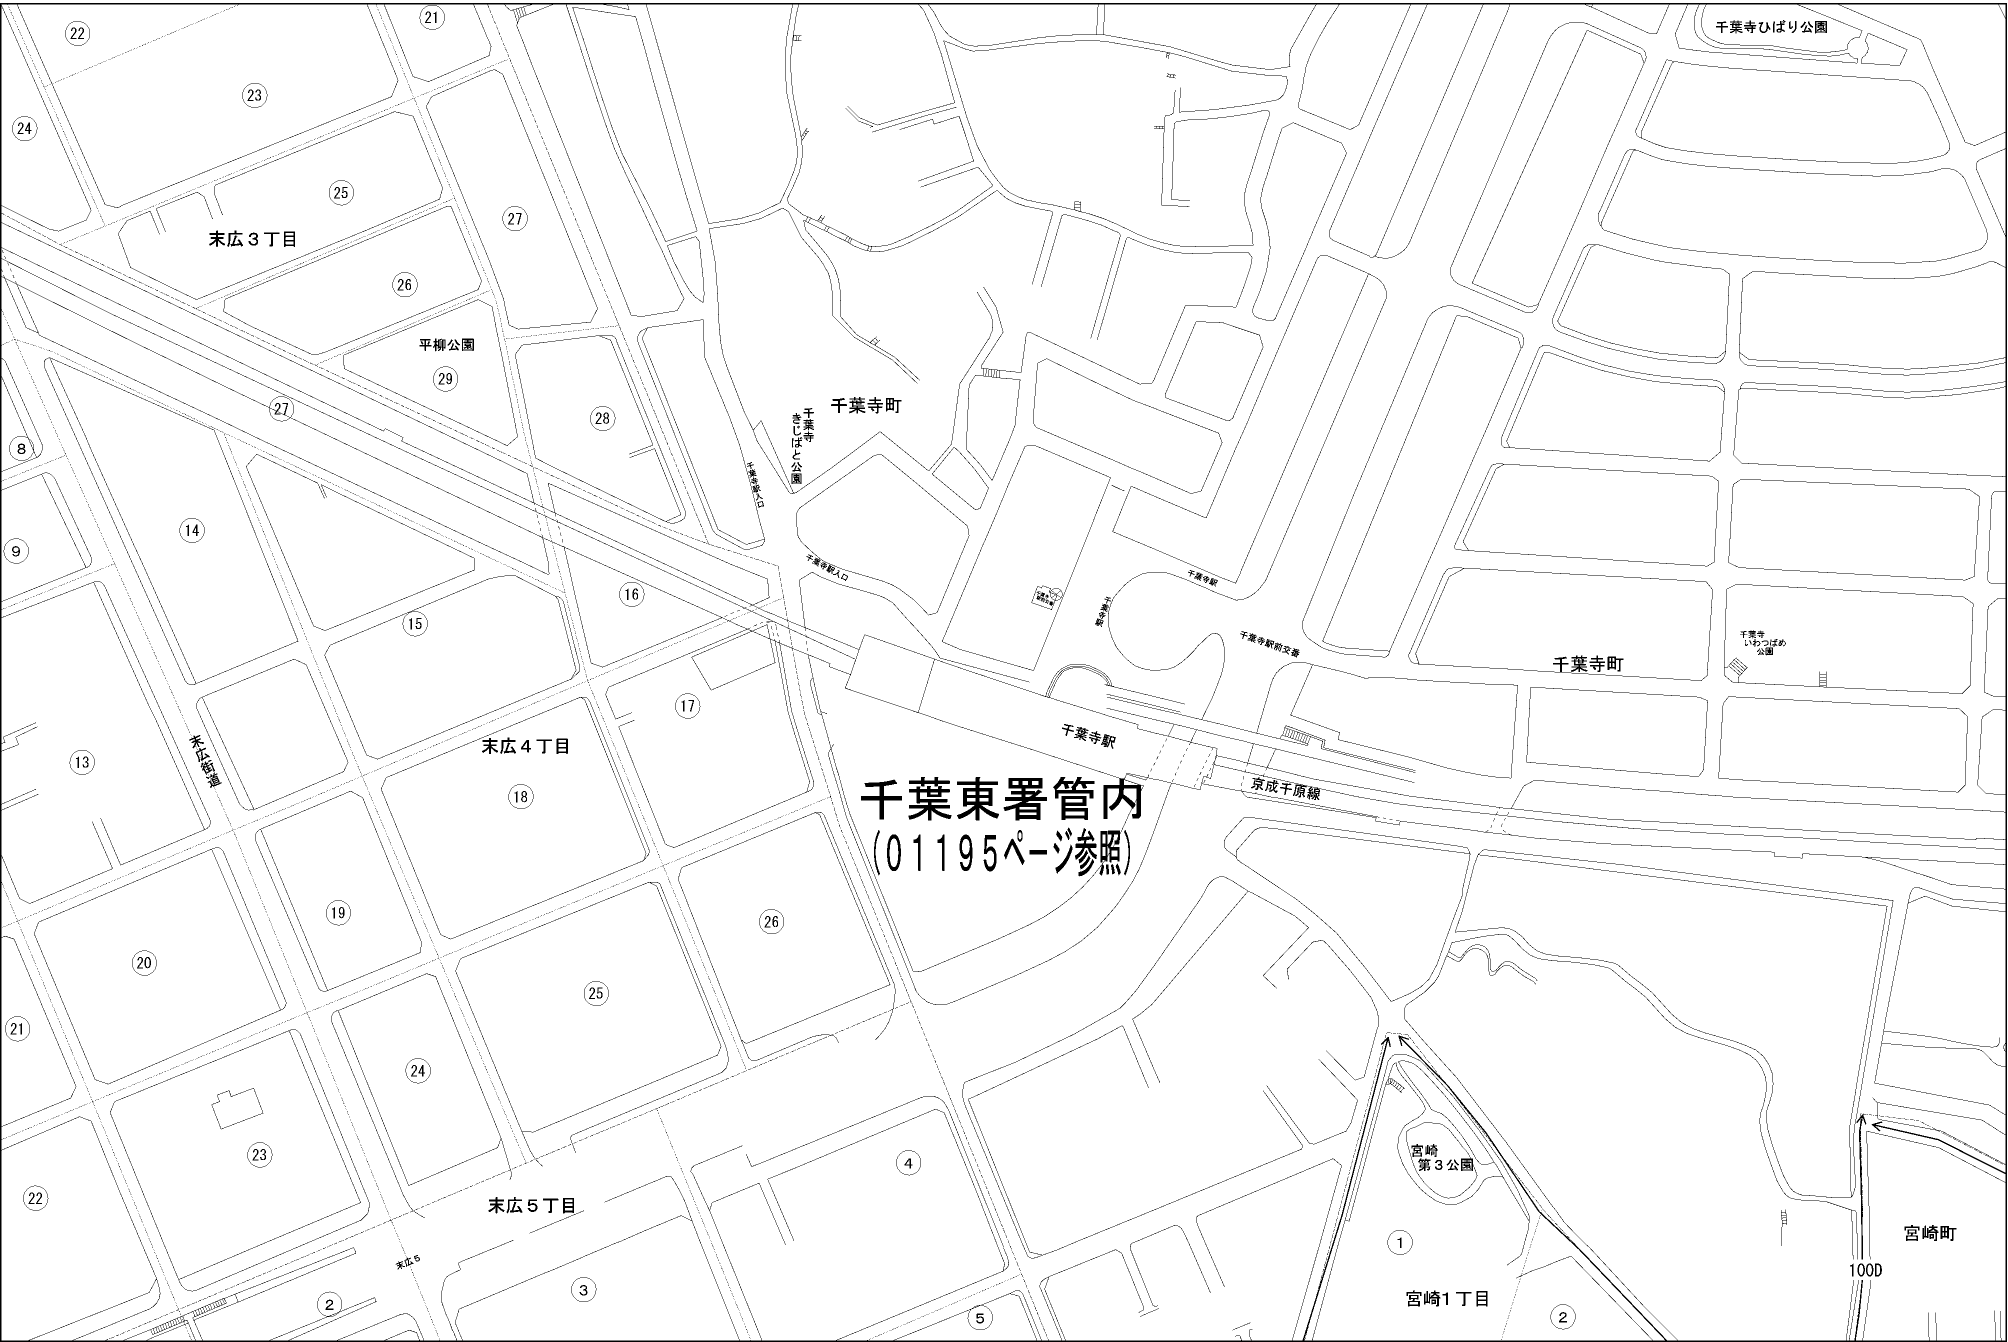 22
21
千葉寺ひばり公園
23
24
25
27
末広３丁目
26
平柳公園
29
27
28
千葉寺町
千葉寺
きじばと公園
8
千葉寺駅入口
14
9
千葉寺駅入口
16
千葉寺駅
千葉寺駅
15
千葉寺駅前交番
千葉寺
いわつばめ
公園
千葉寺町
17
千葉寺駅
末広４丁目
末広街道
13
18
京成千原線
千葉東署管内
(０１１９５ページ参照)
19
26
20
25
21
24
23
宮崎
第３公園
4
22
末広５丁目
宮崎町
1
末広５
100D
3
宮崎１丁目
2
5
2